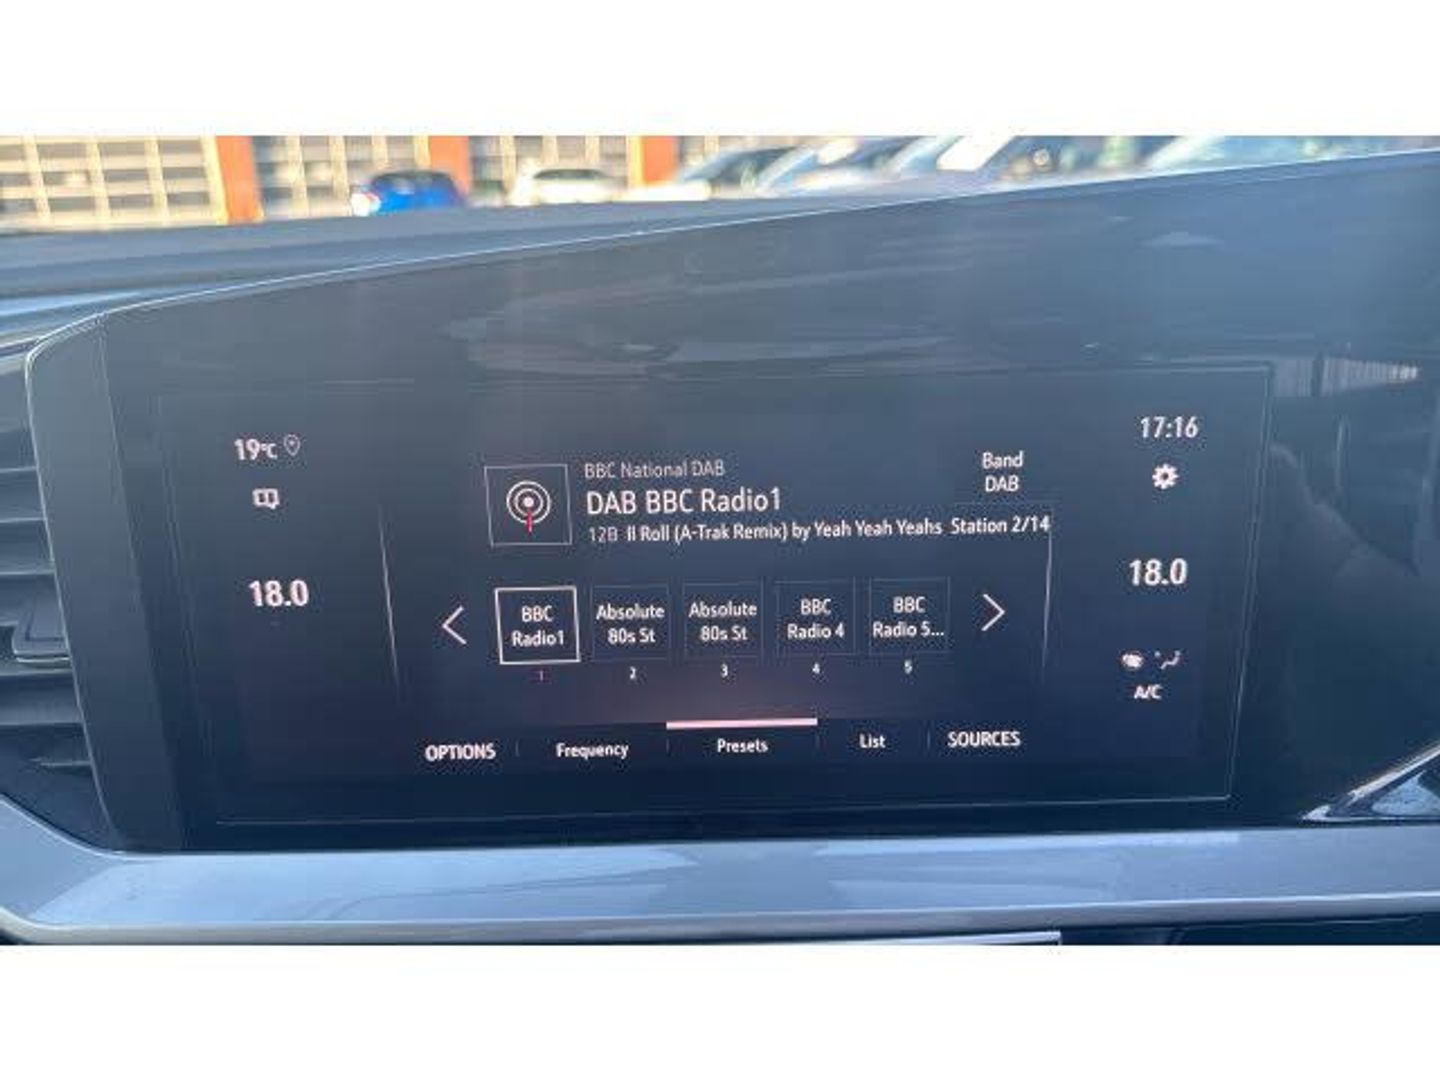 19°C
17:16
BBC National DAB
DAB BBC Radio1
12B ll Roll (A-Trak Remix) by Yeah Yeah Yeahs
Band
DAB
Station 2/14
18.0
18.0
BBC
Radio1
1
Absolute
80s St
2
Absolute
80s St
3
BBC
Radio 4
4
BBC
Radio 5...
5
A/C
OPTIONS
Frequency
Presets
List
SOURCES